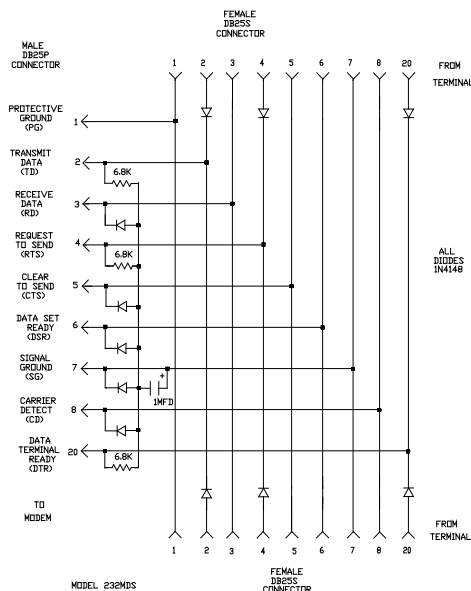 FEMALE
DB25S
CONNECTOR
MALE
DB25P
CONNECTOR
1 2 3 4 5 6 7 8 20
FROM
TERMINAL
PROTECTIVE
GROUND
(PG)
1
TRANSMIT
DATA
(TD)
2
6.8K
RECEIVE
DATA
(RD)
3
REQUEST
TO SEND
(RTS)
4
6.8K
ALL
DIODES
1N4148
CLEAR
TO SEND
(CTS)
5
DATA SET
READY
(DSR)
6
SIGNAL
GROUND
(SG)
7
+
1MFD
CARRIER
DETECT
(CD)
8
DATA
TERMINAL
READY
(DTR)
20
6.8K
TO
MODEM
FROM
TERMINAL
1 2 3 4 5 6 7 8 20
MODEL 232MDS
FEMALE
DB25S
CONNECTOR